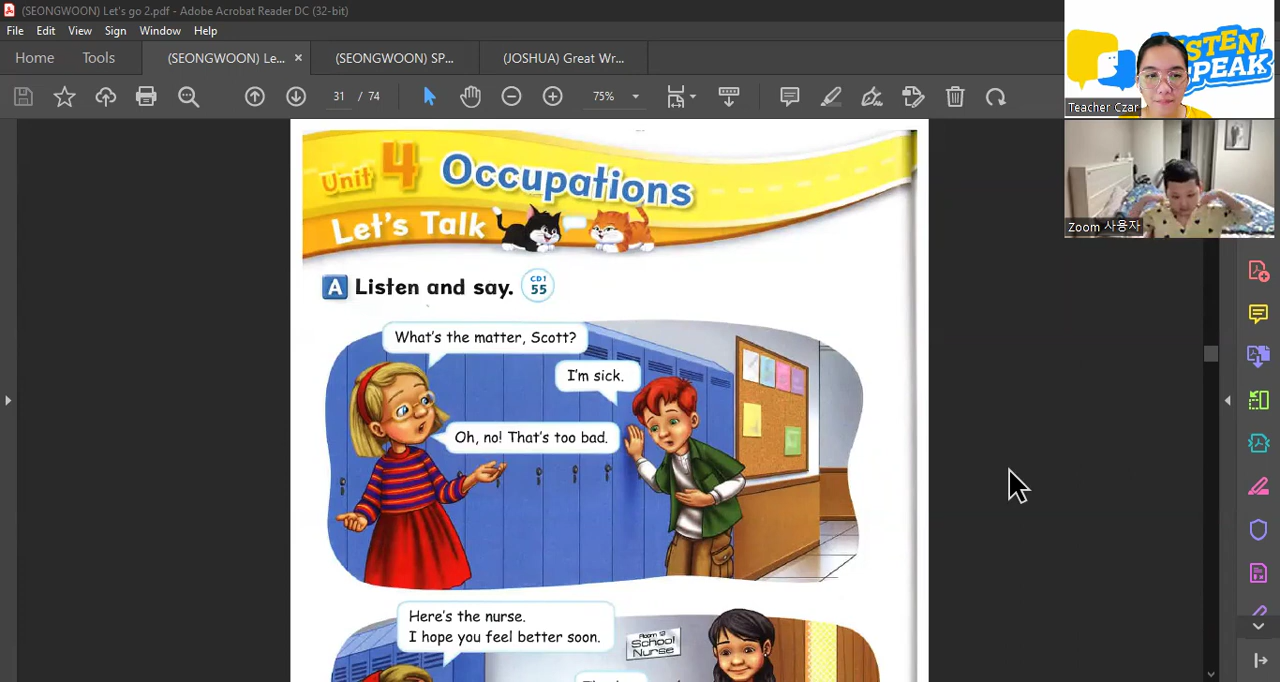 (SEONGWOON) Let's go 2.pdf - Adobe Acrobat Reader DC (32-bit)
File Edit View Sign Window Help
Home Tools (SEONGWOON) Le... × (SEONGWOON) SP... (JOSHUA) Great Wr...
31 / 74 75%
LISTEN
SPEAK
Teacher Czar
Zoom 사용자
Unit 4 Occupations
Let's Talk
A Listen and say. CD1 55
What's the matter, Scott?
I'm sick.
Oh, no! That's too bad.
Here's the nurse.
I hope you feel better soon.
School
Nurse